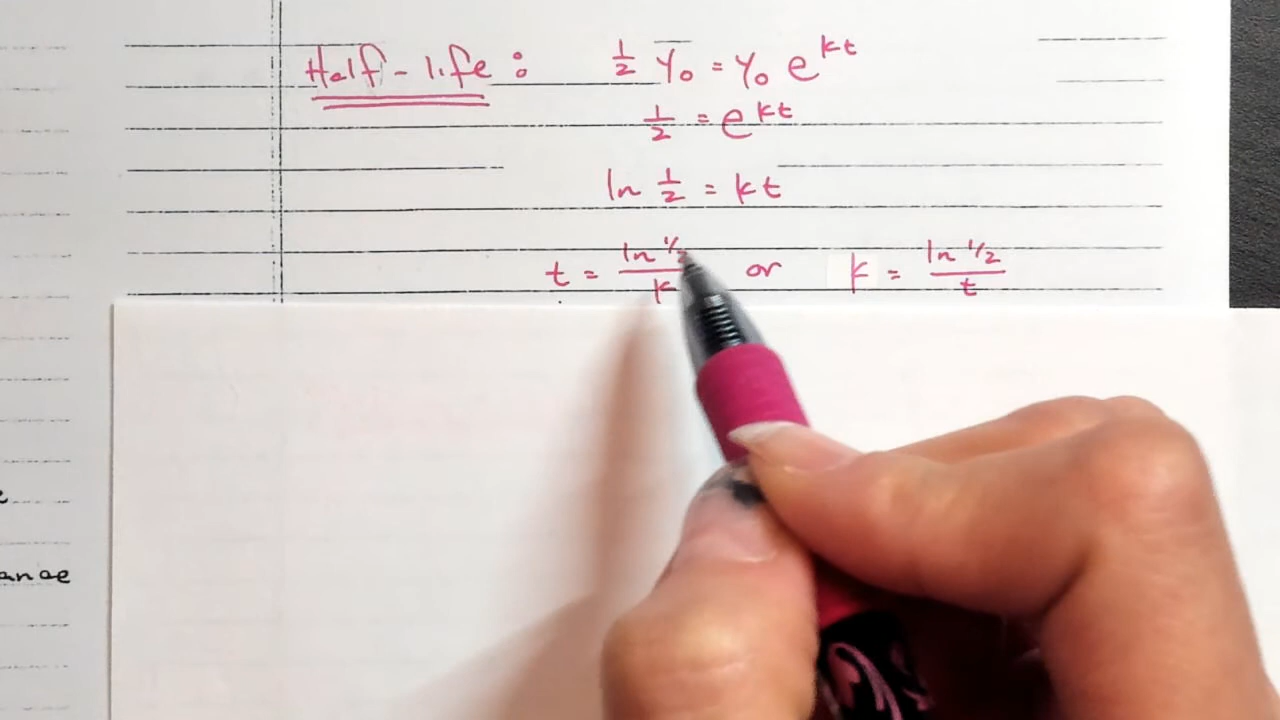 Half-life : ½ Y₀ = Y₀ e^kt
½ = e^kt
ln ½ = kt
t = ln ½ / k or k = ln ½ / t